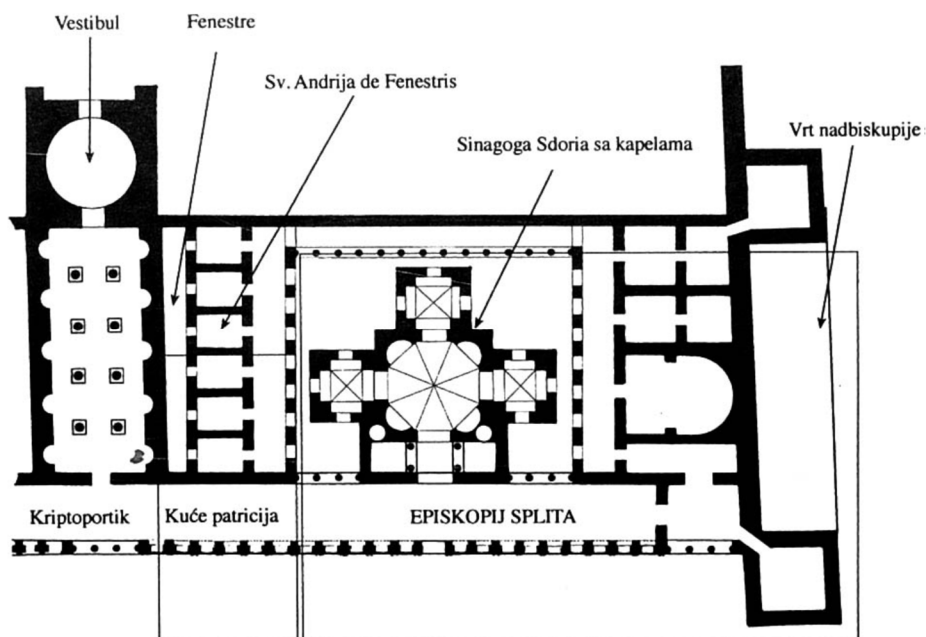 Vestibul
Fenestre
Sv. Andrija de Fenestris
Sinagoga Sdoria sa kapelama
Vrt nadbiskupije
Kriptoportik
Kuće patricija
EPISKOPIJ SPLITA